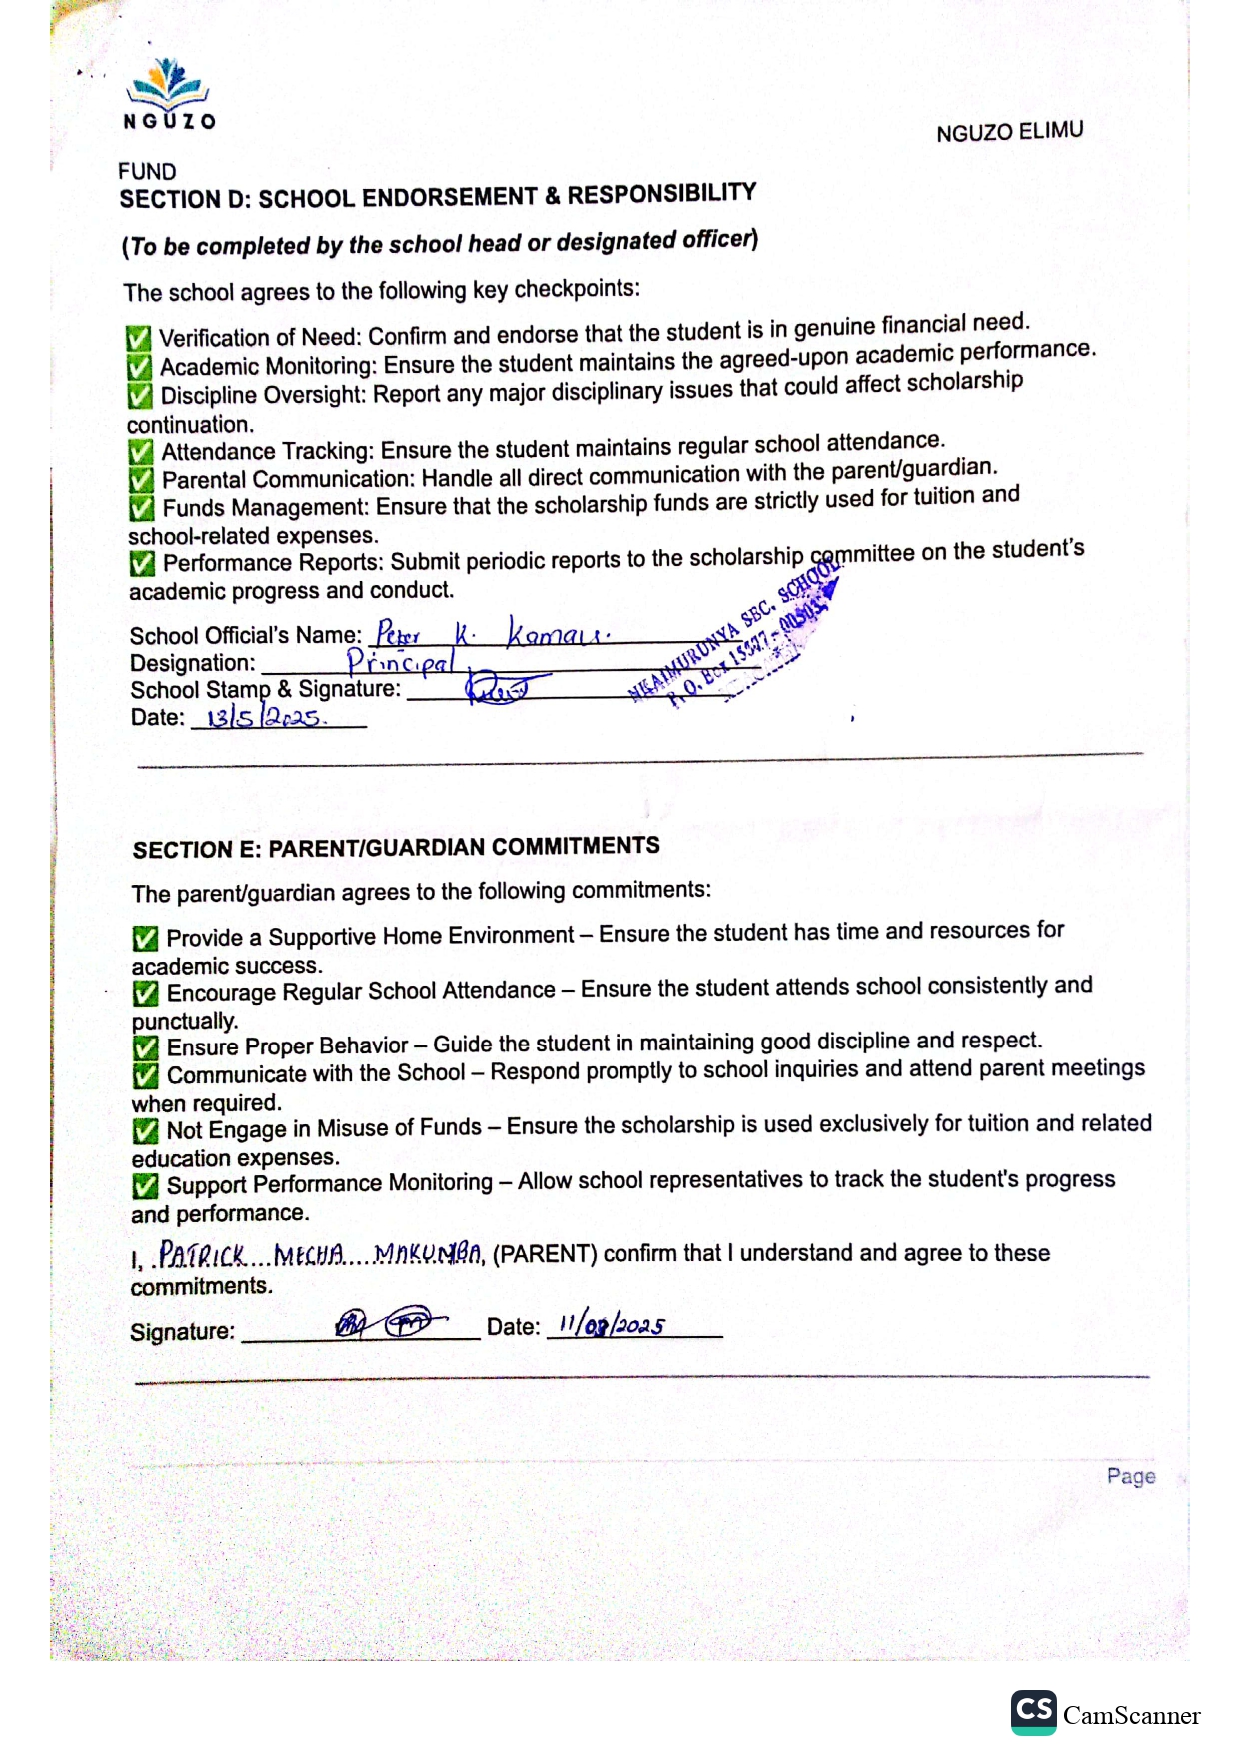 NGUZO
NGUZO ELIMU
FUND
SECTION D: SCHOOL ENDORSEMENT & RESPONSIBILITY
(To be completed by the school head or designated officer)
The school agrees to the following key checkpoints:
✅ Verification of Need: Confirm and endorse that the student is in genuine financial need.
✅ Academic Monitoring: Ensure the student maintains the agreed-upon academic performance.
✅ Discipline Oversight: Report any major disciplinary issues that could affect scholarship
continuation.
✅ Attendance Tracking: Ensure the student maintains regular school attendance.
✅ Parental Communication: Handle all direct communication with the parent/guardian.
✅ Funds Management: Ensure that the scholarship funds are strictly used for tuition and
school-related expenses.
✅ Performance Reports: Submit periodic reports to the scholarship committee on the student's
academic progress and conduct.
School Official's Name: Peter K. Kamau.
Designation: Principal
School Stamp & Signature:
NKAIMURUNYA SEC. SCHOOL
P. O. Box
Date: 13/5/2025.
SECTION E: PARENT/GUARDIAN COMMITMENTS
The parent/guardian agrees to the following commitments:
✅ Provide a Supportive Home Environment – Ensure the student has time and resources for
academic success.
✅ Encourage Regular School Attendance – Ensure the student attends school consistently and
punctually.
✅ Ensure Proper Behavior – Guide the student in maintaining good discipline and respect.
✅ Communicate with the School – Respond promptly to school inquiries and attend parent meetings
when required.
✅ Not Engage in Misuse of Funds – Ensure the scholarship is used exclusively for tuition and related
education expenses.
✅ Support Performance Monitoring – Allow school representatives to track the student's progress
and performance.
I, .PATRICK...MECHA....MAKUMBA, (PARENT) confirm that I understand and agree to these
commitments.
Signature: Date:
Page
CS CamScanner